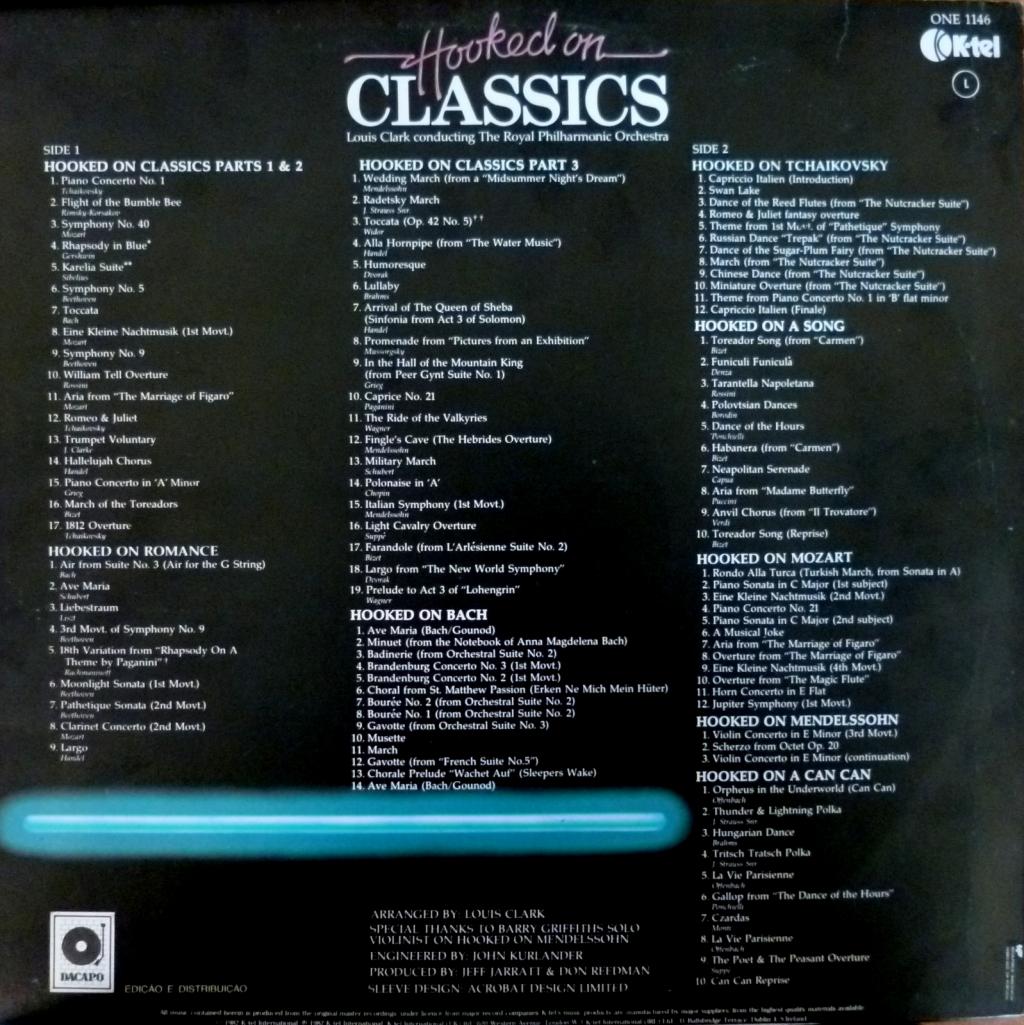 ONE 1146
K-tel
L
Hooked on
CLASSICS
Louis Clark conducting The Royal Philharmonic Orchestra
SIDE 1
HOOKED ON CLASSICS PARTS 1 & 2
1. Piano Concerto No. 1
Tchaikovsky
2. Flight of the Bumble Bee
Rimsky-Korsakov
3. Symphony No. 40
Mozart
4. Rhapsody in Blue*
Gershwin
5. Karelia Suite**
Sibelius
6. Symphony No. 5
Beethoven
7. Toccata
Bach
8. Eine Kleine Nachtmusik (1st Movt.)
Mozart
9. Symphony No. 9
Beethoven
10. William Tell Overture
Rossini
11. Aria from "The Marriage of Figaro"
Mozart
12. Romeo & Juliet
Tchaikovsky
13. Trumpet Voluntary
J. Clarke
14. Hallelujah Chorus
Handel
15. Piano Concerto in 'A' Minor
Grieg
16. March of the Toreadors
Bizet
17. 1812 Overture
Tchaikovsky
HOOKED ON ROMANCE
1. Air from Suite No. 3 (Air for the G String)
Bach
2. Ave Maria
Schubert
3. Liebestraum
Liszt
4. 3rd Movt. of Symphony No. 9
Beethoven
5. 18th Variation from "Rhapsody On A
Theme by Paganini" †
Rachmaninoff
6. Moonlight Sonata (1st Movt.)
Beethoven
7. Pathetique Sonata (2nd Movt.)
Beethoven
8. Clarinet Concerto (2nd Movt.)
Mozart
9. Largo
Handel
HOOKED ON CLASSICS PART 3
1. Wedding March (from a "Midsummer Night's Dream")
Mendelssohn
2. Radetsky March
J. Strauss Snr.
3. Toccata (Op. 42 No. 5)††
Widor
4. Alla Hornpipe (from "The Water Music")
Handel
5. Humoresque
Dvorak
6. Lullaby
Brahms
7. Arrival of The Queen of Sheba
(Sinfonia from Act 3 of Solomon)
Handel
8. Promenade from "Pictures from an Exhibition"
Mussorgsky
9. In the Hall of the Mountain King
(from Peer Gynt Suite No. 1)
Grieg
10. Caprice No. 21
Paganini
11. The Ride of the Valkyries
Wagner
12. Fingle's Cave (The Hebrides Overture)
Mendelssohn
13. Military March
Schubert
14. Polonaise in 'A'
Chopin
15. Italian Symphony (1st Movt.)
Mendelssohn
16. Light Cavalry Overture
Suppé
17. Farandole (from L'Arlésienne Suite No. 2)
Bizet
18. Largo from "The New World Symphony"
Dvorak
19. Prelude to Act 3 of "Lohengrin"
Wagner
HOOKED ON BACH
1. Ave Maria (Bach/Gounod)
2. Minuet (from the Notebook of Anna Magdelena Bach)
3. Badinerie (from Orchestral Suite No. 2)
4. Brandenburg Concerto No. 3 (1st Movt.)
5. Brandenburg Concerto No. 2 (1st Movt.)
6. Choral from St. Matthew Passion (Erken Ne Mich Mein Hüter)
7. Bourée No. 2 (from Orchestral Suite No. 2)
8. Bourée No. 1 (from Orchestral Suite No. 2)
9. Gavotte (from Orchestral Suite No. 3)
10. Musette
11. March
12. Gavotte (from "French Suite No.5")
13. Chorale Prelude "Wachet Auf" (Sleepers Wake)
14. Ave Maria (Bach/Gounod)
SIDE 2
HOOKED ON TCHAIKOVSKY
1. Capriccio Italien (Introduction)
2. Swan Lake
3. Dance of the Reed Flutes (from "The Nutcracker Suite")
4. Romeo & Juliet fantasy overture
5. Theme from 1st of "Pathetique" Symphony
6. Russian Dance "Trepak" (from "The Nutcracker Suite")
7. Dance of the Sugar-Plum Fairy (from "The Nutcracker Suite")
8. March (from "The Nutcracker Suite")
9. Chinese Dance (from "The Nutcracker Suite")
10. Miniature Overture (from "The Nutcracker Suite")
11. Theme from Piano Concerto No. 1 in 'B' flat minor
12. Capriccio Italien (Finale)
HOOKED ON A SONG
1. Toreador Song (from "Carmen")
Bizet
2. Funiculi Funiculà
Denza
3. Tarantella Napoletana
Rossini
4. Polovtsian Dances
Borodin
5. Dance of the Hours
Ponchielli
6. Habanera (from "Carmen")
Bizet
7. Neapolitan Serenade
Capua
8. Aria from "Madame Butterfly"
Puccini
9. Anvil Chorus (from "Il Trovatore")
Verdi
10. Toreador Song (Reprise)
Bizet
HOOKED ON MOZART
1. Rondo Alla Turca (Turkish March, from Sonata in A)
2. Piano Sonata in C Major (1st subject)
3. Eine Kleine Nachtmusik (2nd Movt.)
4. Piano Concerto No. 21
5. Piano Sonata in C Major (2nd subject)
6. A Musical Joke
7. Aria from "The Marriage of Figaro"
8. Overture from "The Marriage of Figaro"
9. Eine Kleine Nachtmusik (4th Movt.)
10. Overture from "The Magic Flute"
11. Horn Concerto in E Flat
12. Jupiter Symphony (1st Movt.)
HOOKED ON MENDELSSOHN
1. Violin Concerto in E Minor (3rd Movt.)
2. Scherzo from Octet Op. 20
3. Violin Concerto in E Minor (continuation)
HOOKED ON A CAN CAN
1. Orpheus in the Underworld (Can Can)
Offenbach
2. Thunder & Lightning Polka
J. Strauss Snr
3. Hungarian Dance
Brahms
4. Tritsch Tratsch Polka
J. Strauss Snr
5. La Vie Parisienne
Offenbach
6. Gallop from "The Dance of the Hours"
Ponchielli
7. Czardas
Monti
8. La Vie Parisienne
Offenbach
9. The Poet & The Peasant Overture
Suppe
10. Can Can Reprise
DACAPO
EDIÇÃO E DISTRIBUIÇÃO
ARRANGED BY: LOUIS CLARK
SPECIAL THANKS TO BARRY GRIFFITHS SOLO
VIOLINIST ON HOOKED ON MENDELSSOHN
ENGINEERED BY: JOHN KURLANDER
PRODUCED BY: JEFF JARRATT & DON REEDMAN
SLEEVE DESIGN: ACROBAT DESIGN LIMITED
All music contained herein is produced from the original master recordings under licence from major record companies K-tel's music products are manufactured by major suppliers from the highest quality materials available